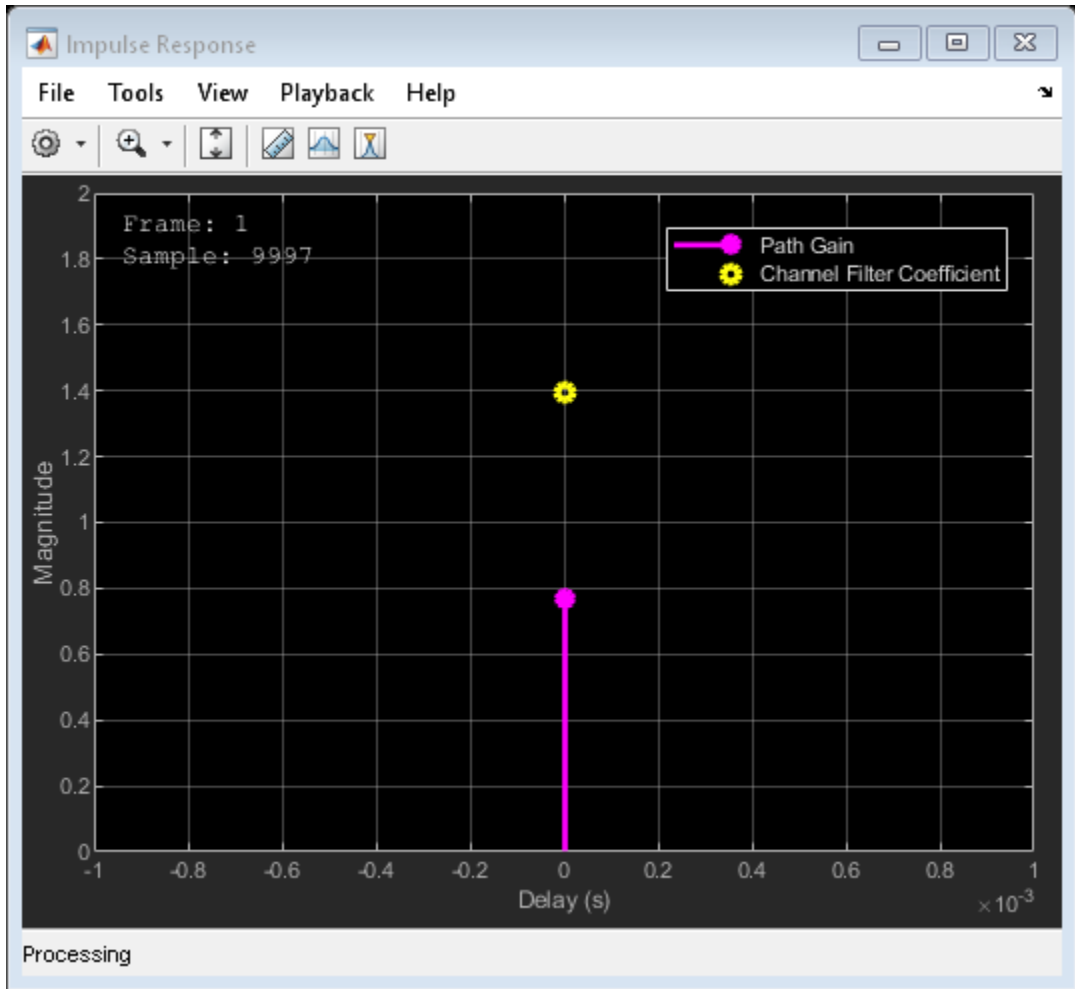 Impulse Response
File Tools View Playback Help
2
Frame: 1
Sample: 9997
Path Gain
Channel Filter Coefficient
1.8
1.6
1.4
1.2
1
0.8
0.6
0.4
0.2
0
Magnitude
-1 -0.8 -0.6 -0.4 -0.2 0 0.2 0.4 0.6 0.8 1
Delay (s)
×10⁻³
Processing